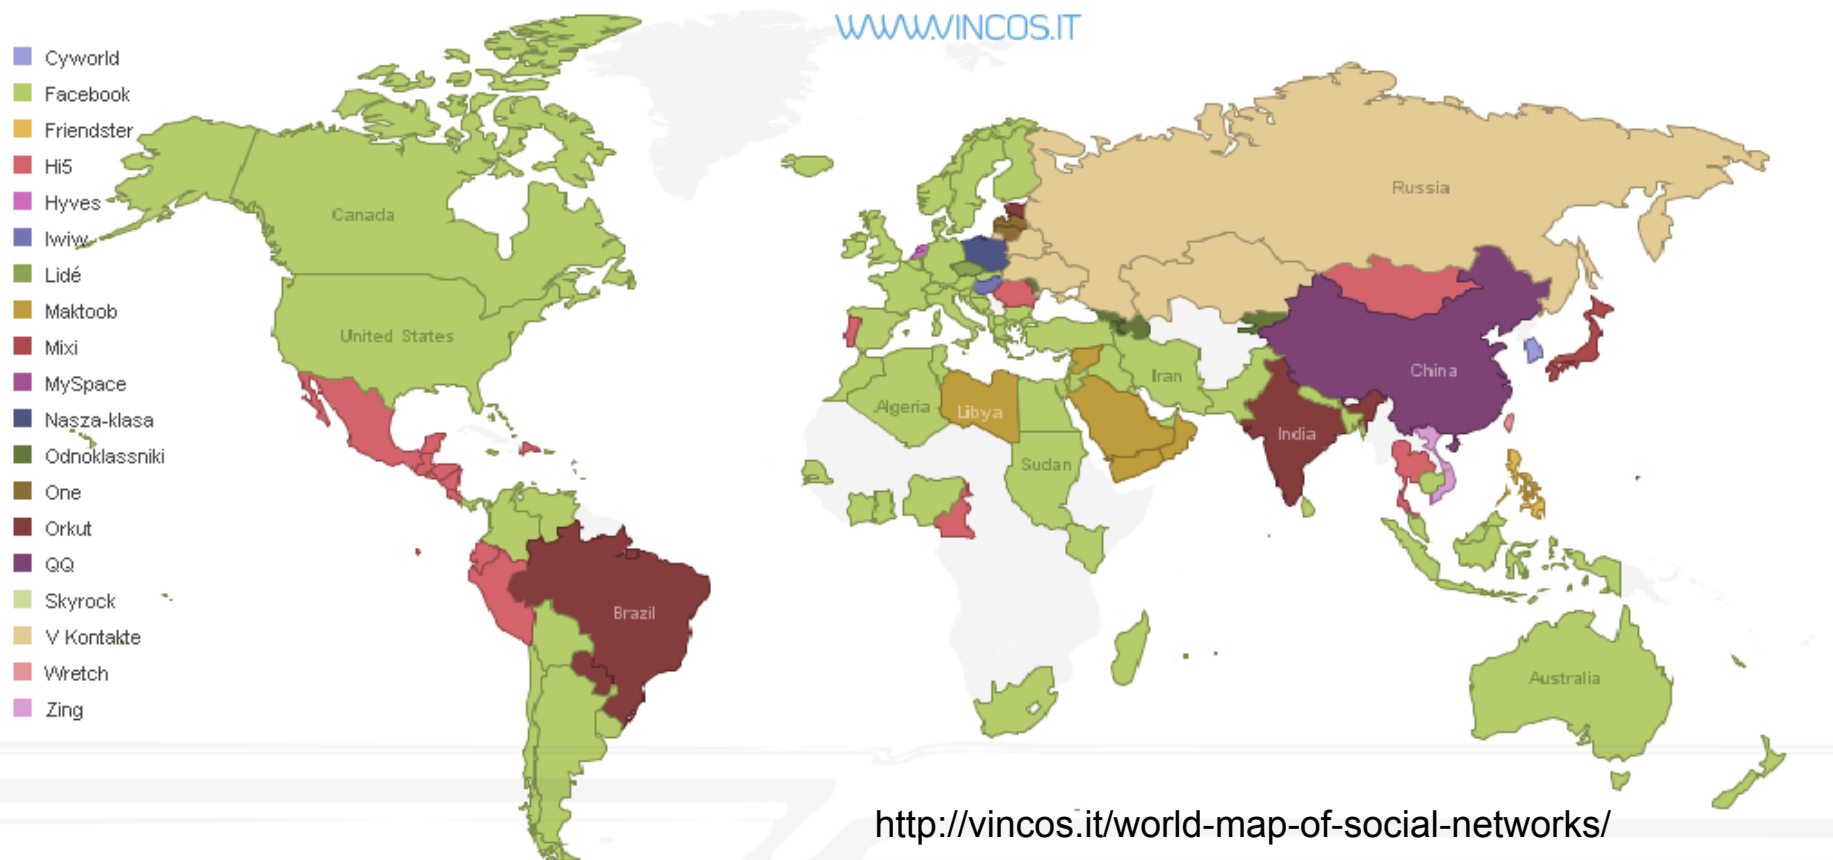 WWW.VINCOS.IT
Cyworld
Facebook
Friendster
Hi5
Hyves
Iwiw
Lidé
Maktoob
Mixi
MySpace
Nasza-klasa
Odnoklassniki
One
Orkut
QQ
Skyrock
V Kontakte
Wretch
Zing
Canada
United States
Brazil
Algeria
Libya
Sudan
Iran
Russia
China
India
Australia
http://vincos.it/world-map-of-social-networks/